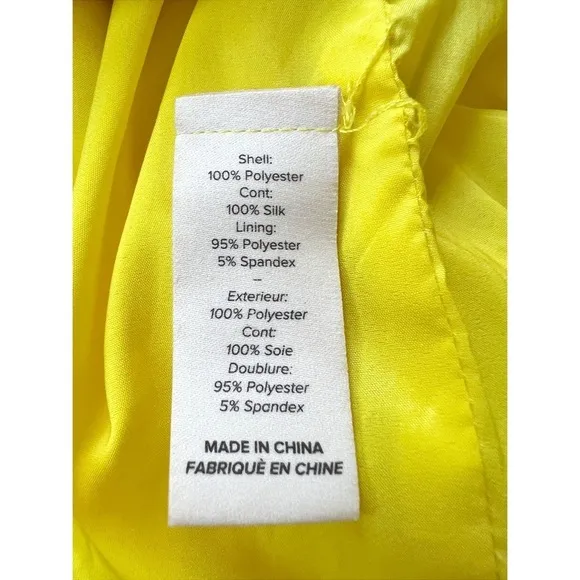 Shell:
100% Polyester
Cont:
100% Silk
Lining:
95% Polyester
5% Spandex
–
Exterieur:
100% Polyester
Cont:
100% Soie
Doublure:
95% Polyester
5% Spandex
MADE IN CHINA
FABRIQUÈ EN CHINE